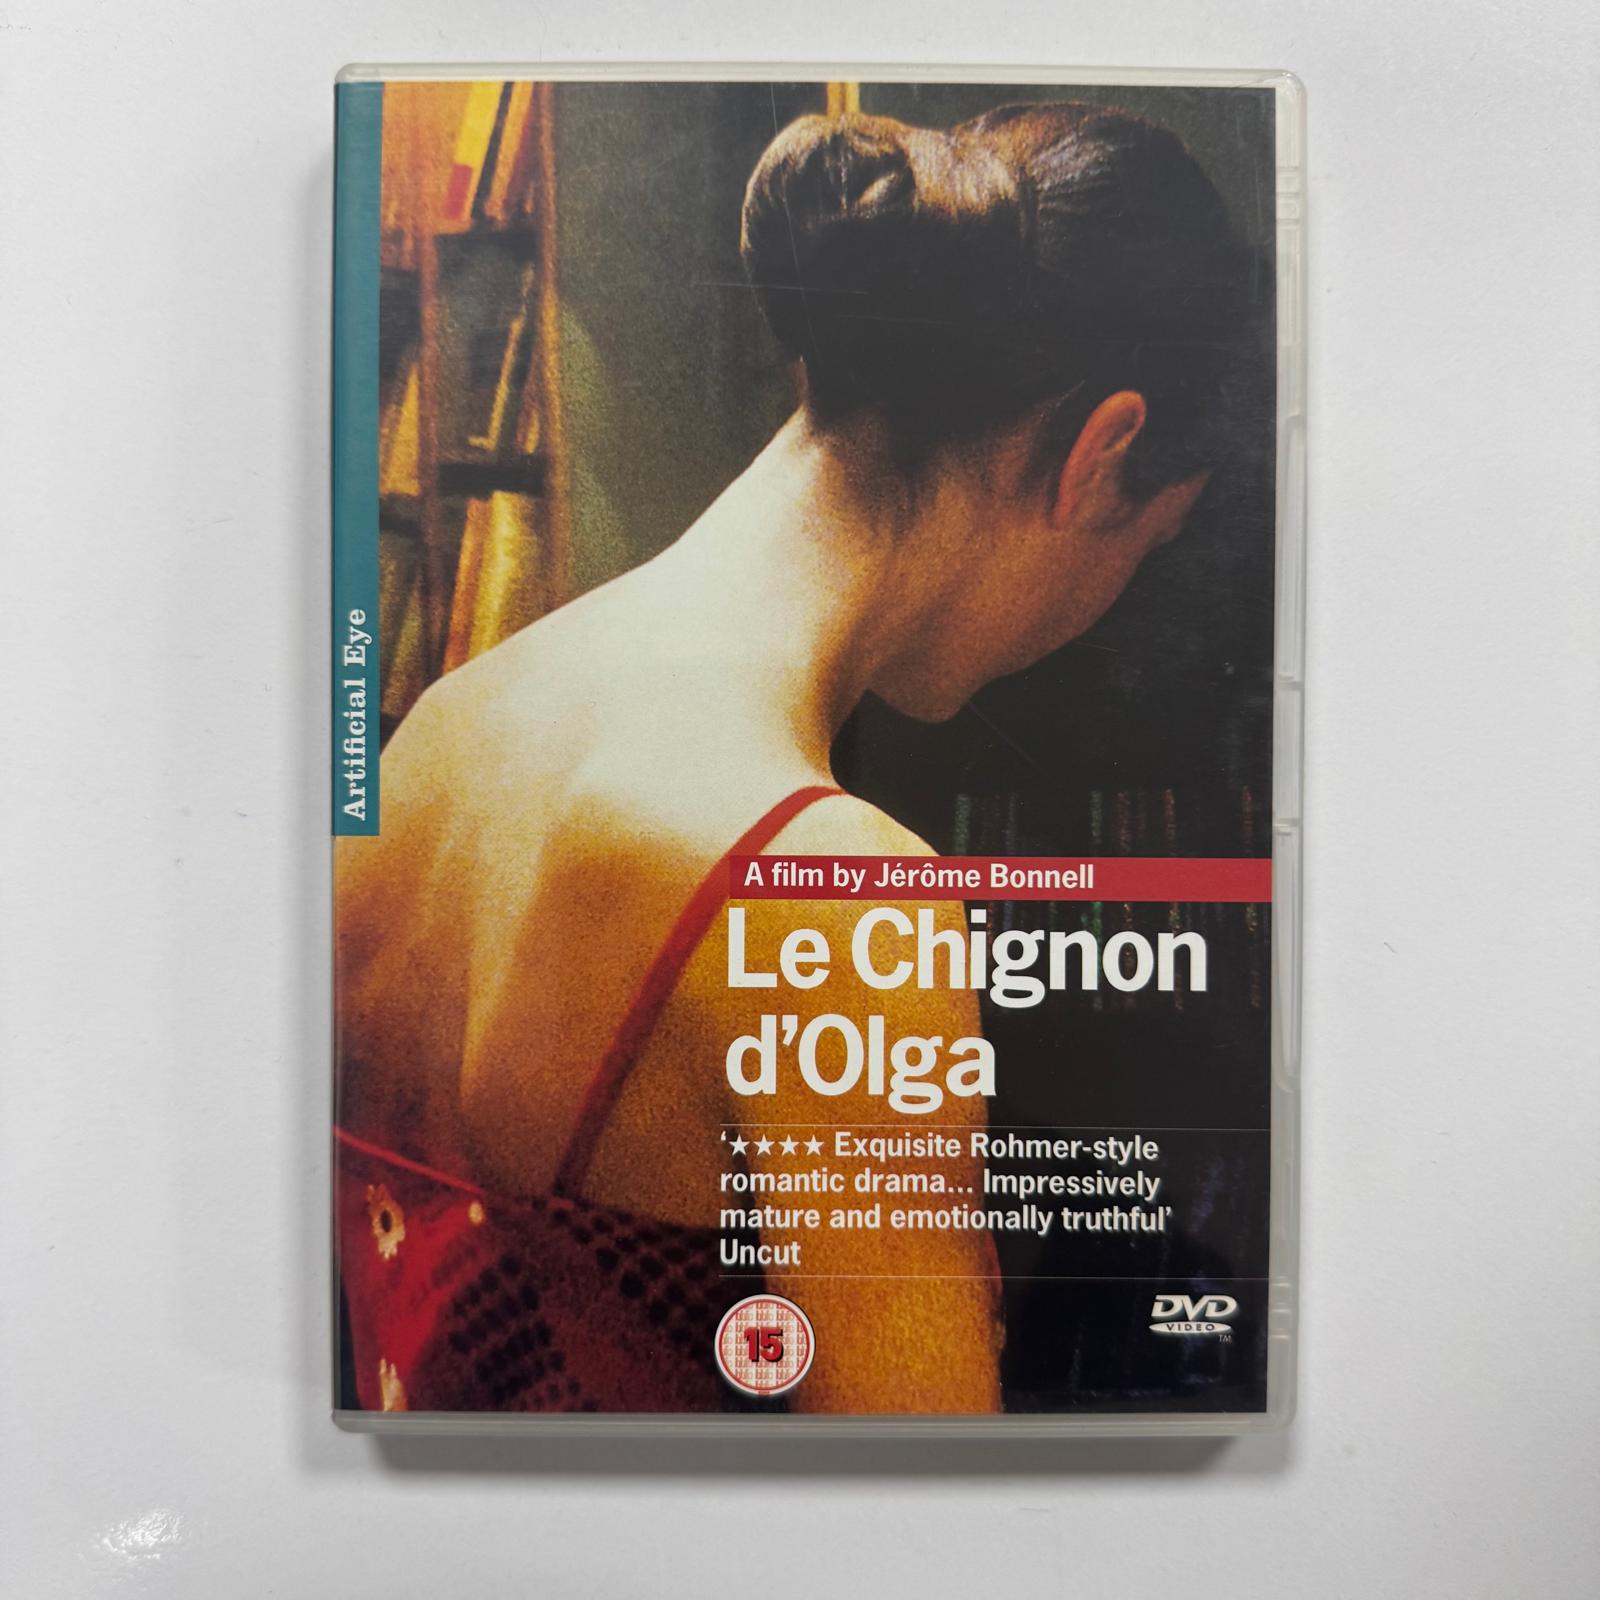 Artificial Eye
A film by Jérôme Bonnell
Le Chignon
d'Olga
‘★★★★ Exquisite Rohmer-style
romantic drama... Impressively
mature and emotionally truthful’
Uncut
15
DVD
VIDEO
TM